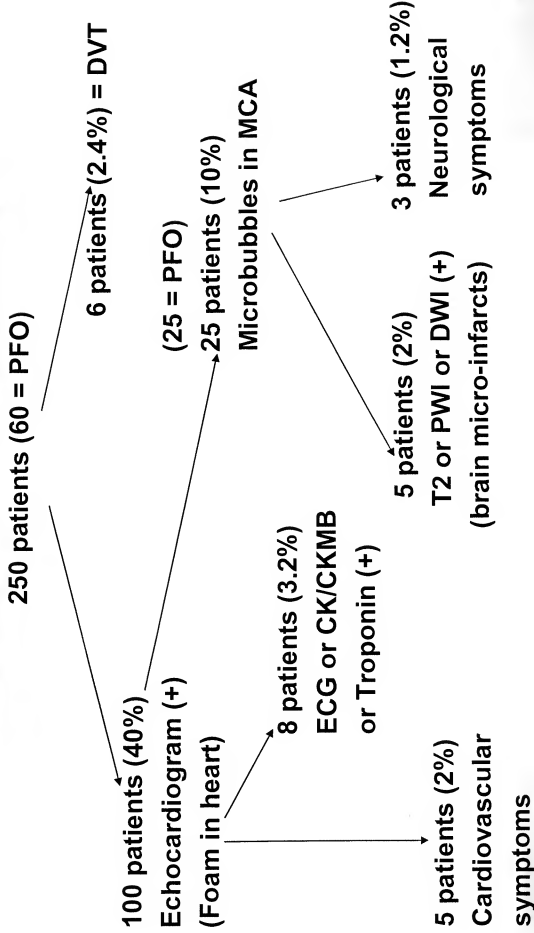 250 patients (60 = PFO)
6 patients (2.4%) = DVT
100 patients (40%)
Echocardiogram (+)
(Foam in heart)
(25 = PFO)
25 patients (10%)
Microbubbles in MCA
8 patients (3.2%)
ECG or CK/CKMB
or Troponin (+)
5 patients (2%)
Cardiovascular
symptoms
5 patients (2%)
T2 or PWI or DWI (+)
(brain micro-infarcts)
3 patients (1.2%)
Neurological
symptoms